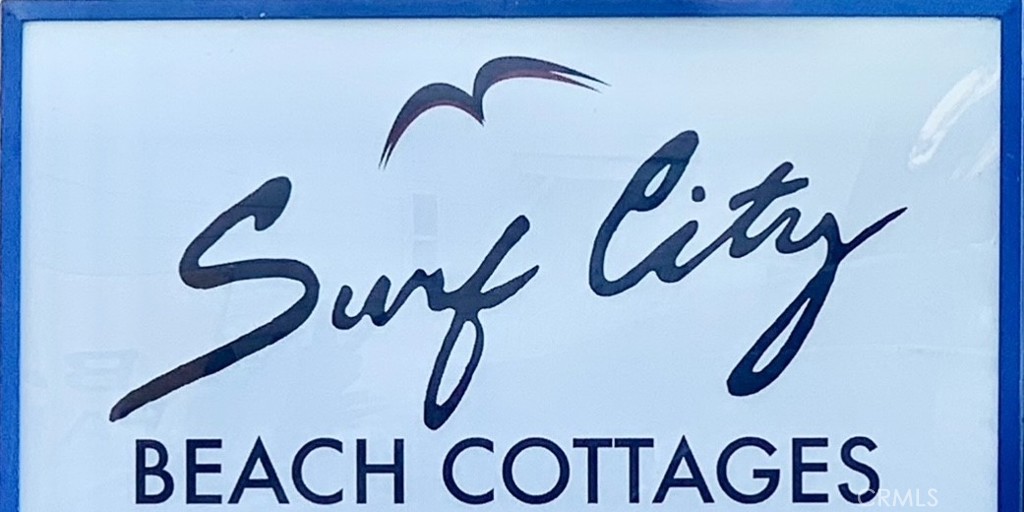 Surf City
BEACH COTTAGES
CRMLS